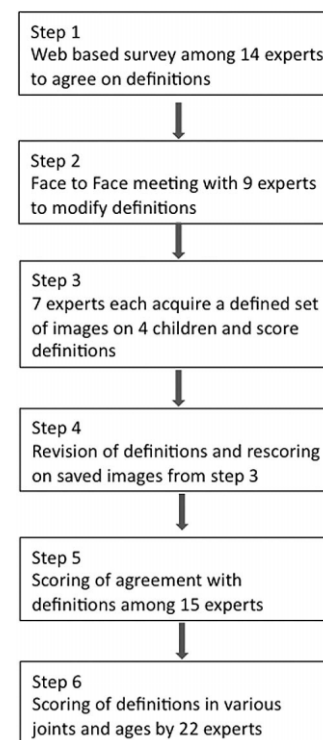 Step 1
Web based survey among 14 experts
to agree on definitions
Step 2
Face to Face meeting with 9 experts
to modify definitions
Step 3
7 experts each acquire a defined set
of images on 4 children and score
definitions
Step 4
Revision of definitions and rescoring
on saved images from step 3
Step 5
Scoring of agreement with
definitions among 15 experts
Step 6
Scoring of definitions in various
joints and ages by 22 experts